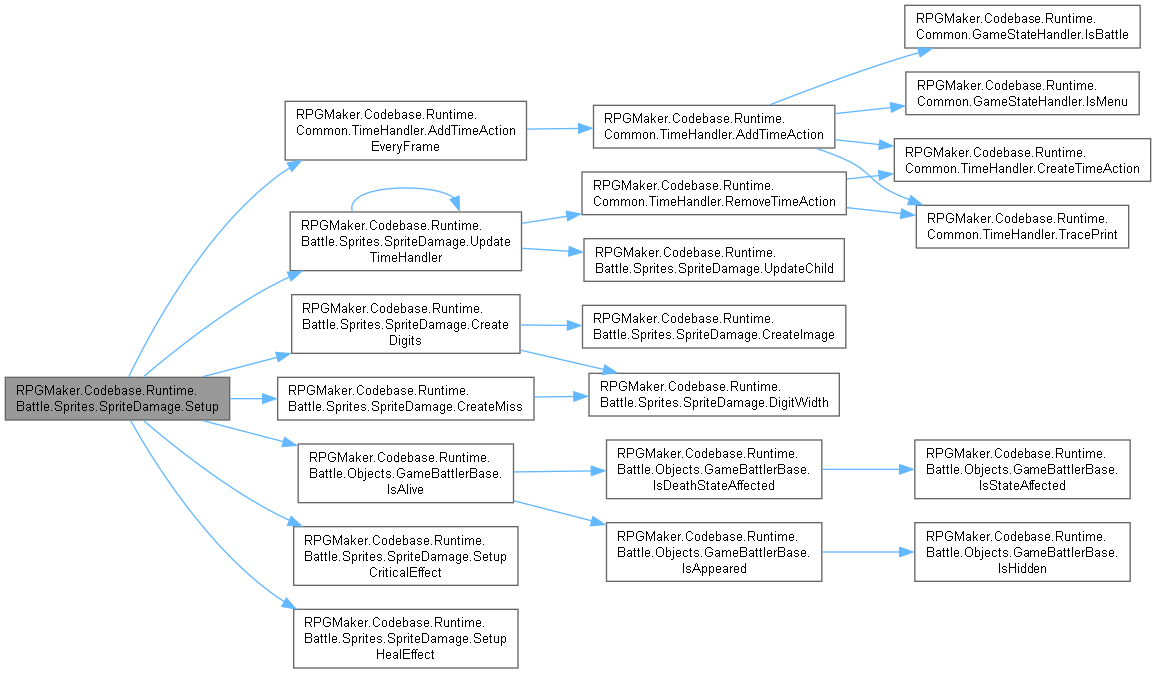 RPGMaker.Codebase.Runtime.
Battle.Sprites.SpriteDamage.Setup
RPGMaker.Codebase.Runtime.
Common.TimeHandler.AddTimeAction
EveryFrame
RPGMaker.Codebase.Runtime.
Battle.Sprites.SpriteDamage.Update
TimeHandler
RPGMaker.Codebase.Runtime.
Battle.Sprites.SpriteDamage.Create
Digits
RPGMaker.Codebase.Runtime.
Battle.Sprites.SpriteDamage.CreateMiss
RPGMaker.Codebase.Runtime.
Battle.Objects.GameBattlerBase.
IsAlive
RPGMaker.Codebase.Runtime.
Battle.Sprites.SpriteDamage.Setup
CriticalEffect
RPGMaker.Codebase.Runtime.
Battle.Sprites.SpriteDamage.Setup
HealEffect
RPGMaker.Codebase.Runtime.
Common.TimeHandler.AddTimeAction
RPGMaker.Codebase.Runtime.
Common.TimeHandler.RemoveTimeAction
RPGMaker.Codebase.Runtime.
Battle.Sprites.SpriteDamage.UpdateChild
RPGMaker.Codebase.Runtime.
Battle.Sprites.SpriteDamage.CreateImage
RPGMaker.Codebase.Runtime.
Battle.Sprites.SpriteDamage.DigitWidth
RPGMaker.Codebase.Runtime.
Battle.Objects.GameBattlerBase.
IsDeathStateAffected
RPGMaker.Codebase.Runtime.
Battle.Objects.GameBattlerBase.
IsAppeared
RPGMaker.Codebase.Runtime.
Common.GameStateHandler.IsBattle
RPGMaker.Codebase.Runtime.
Common.GameStateHandler.IsMenu
RPGMaker.Codebase.Runtime.
Common.TimeHandler.CreateTimeAction
RPGMaker.Codebase.Runtime.
Common.TimeHandler.TracePrint
RPGMaker.Codebase.Runtime.
Battle.Objects.GameBattlerBase.
IsStateAffected
RPGMaker.Codebase.Runtime.
Battle.Objects.GameBattlerBase.
IsHidden